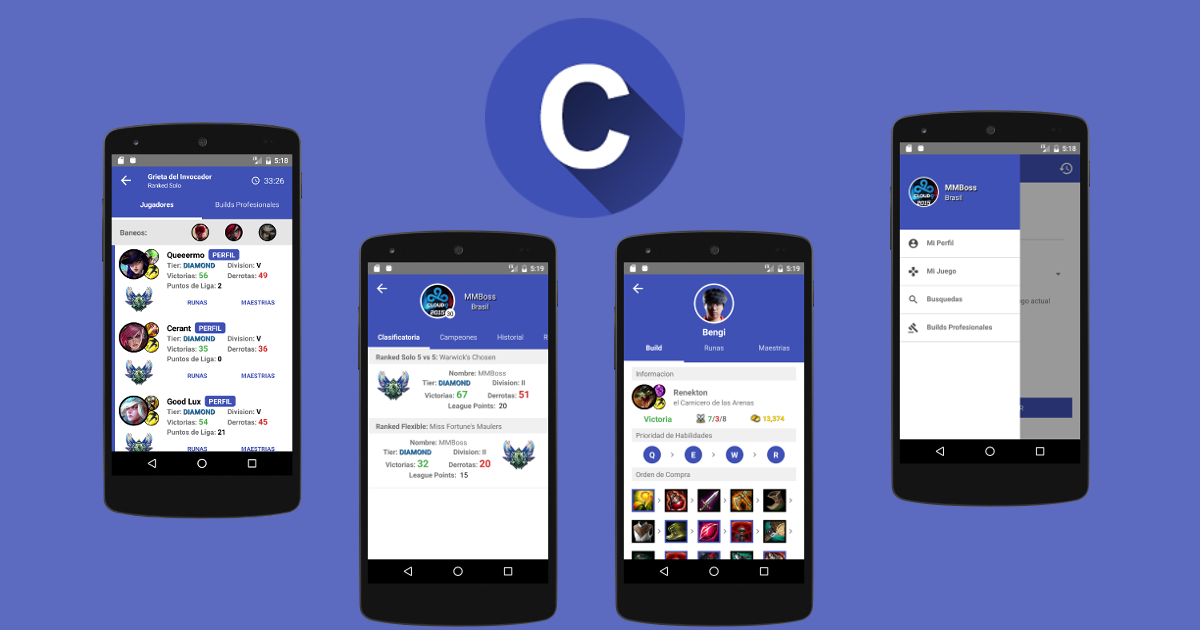 C
5:18
Grieta del Invocador
Ranked Solo
33:26
Jugadores
Builds Profesionales
Baneos:
Queeermo PERFIL
Tier: DIAMOND Division: V
Victorias: 56 Derrotas: 49
Puntos de Liga: 2
RUNAS MAESTRIAS
Cerant PERFIL
Tier: DIAMOND Division: V
Victorias: 35 Derrotas: 36
Puntos de Liga: 0
RUNAS MAESTRIAS
Good Lux PERFIL
Tier: DIAMOND Division: V
Victorias: 54 Derrotas: 45
Puntos de Liga: 21
RUNAS MAESTRIAS
5:19
CLOUD9
2015
30
MMBoss
Brasil
Clasificatoria Campeones Historial R
Ranked Solo 5 vs 5: Warwick's Chosen
Nombre: MMBoss
Tier: DIAMOND Division: II
Victorias: 67 Derrotas: 51
League Points: 20
Ranked Flexible: Miss Fortune's Maulers
Nombre: MMBoss
Tier: DIAMOND Division: II
Victorias: 32 Derrotas: 20
League Points: 15
5:19
Bengi
Build Runas Maestrias
Informacion
Renekton
el Carnicero de las Arenas
Victoria 7/3/8 13,374
Prioridad de Habilidades
Q > E > W > R
Orden de Compra
5:18
CLOUD9
2015
MMBoss
Brasil
Mi Perfil
Mi Juego
Busquedas
go actual
Builds Profesionales
R